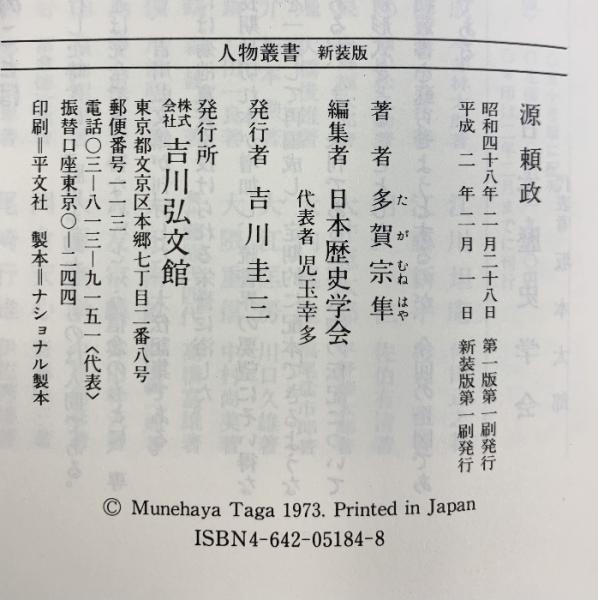 人物叢書 新装版
源頼政
昭和四十八年二月二十八日 第一版第一刷発行
平成二年二月 日 新装版第一刷発行
著者 多賀宗隼
たがむねはや
編集者 日本歴史学会
代表者 児玉幸多
発行者 吉川圭三
発行所
株式会社 吉川弘文館
東京都文京区本郷七丁目二番八号
郵便番号一一三
電話〇三―八一三―九一五一〈代表〉
振替口座東京〇―二四四
印刷=平文社 製本=ナショナル製本
© Munehaya Taga 1973. Printed in Japan
ISBN4-642-05184-8